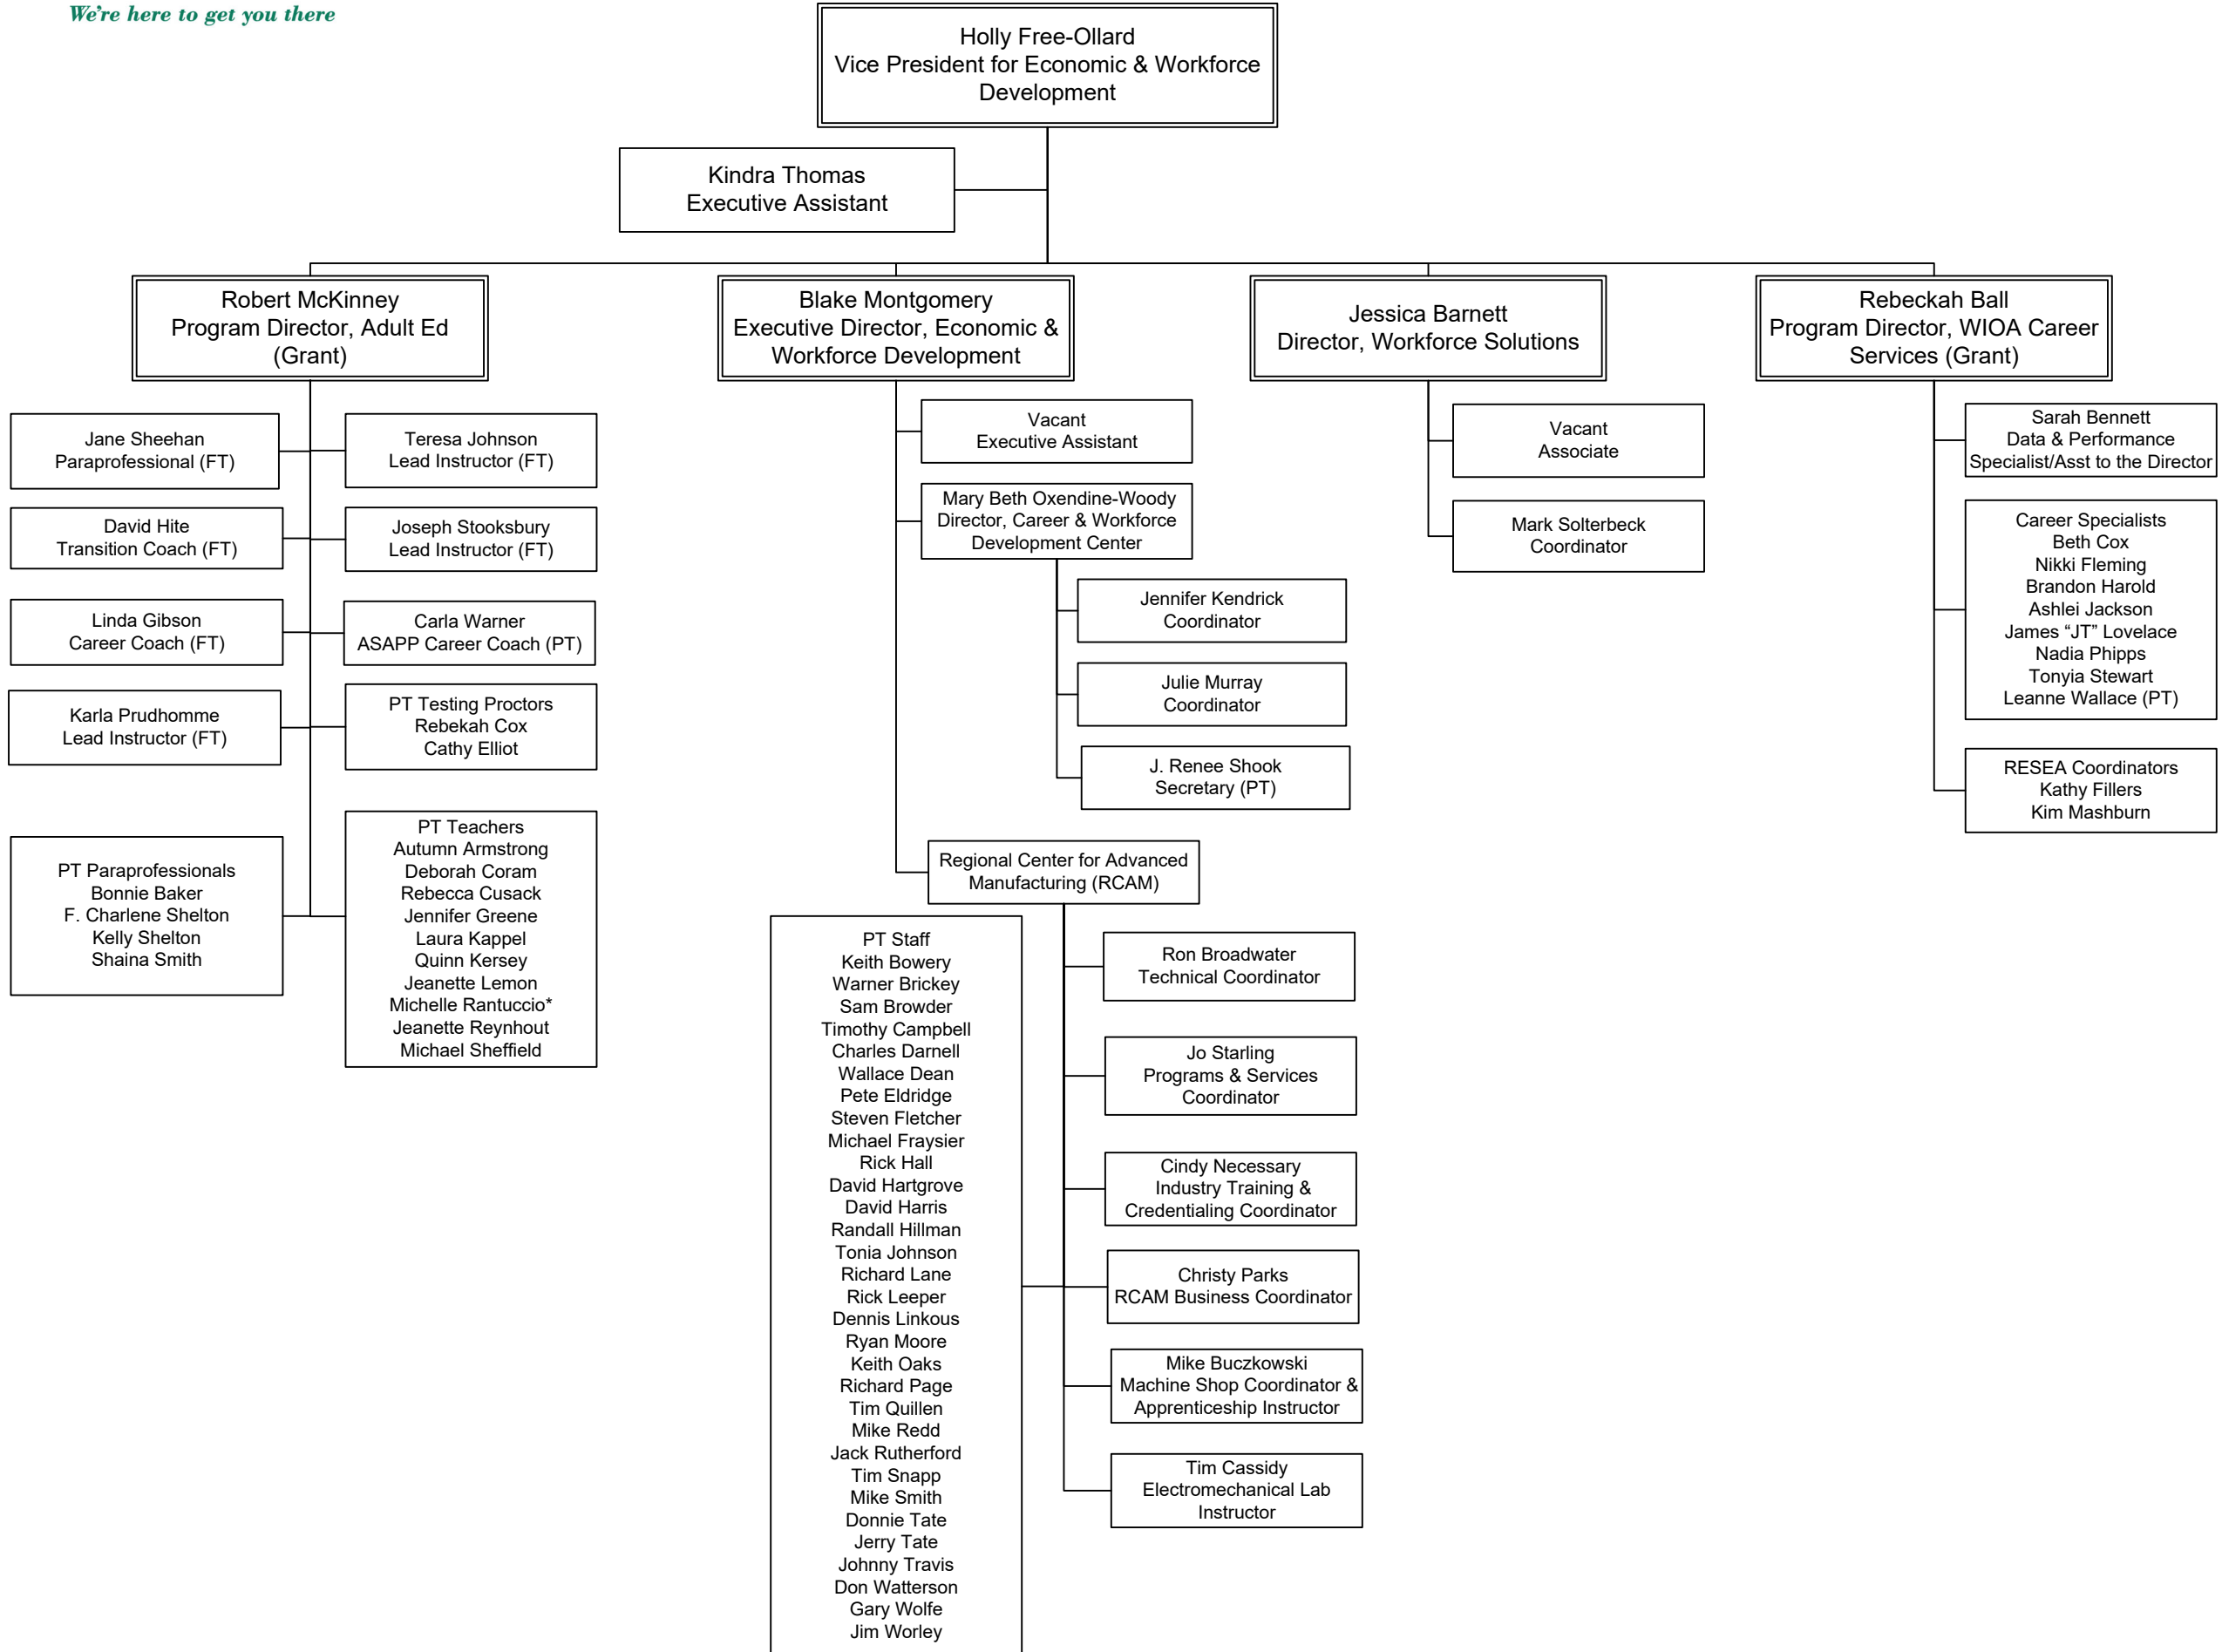 We're here to get you there
Holly Free-Ollard
Vice President for Economic & Workforce
Development
Kindra Thomas
Executive Assistant
Robert McKinney
Program Director, Adult Ed
(Grant)
Blake Montgomery
Executive Director, Economic &
Workforce Development
Jessica Barnett
Director, Workforce Solutions
Rebeckah Ball
Program Director, WIOA Career
Services (Grant)
Jane Sheehan
Paraprofessional (FT)
Teresa Johnson
Lead Instructor (FT)
David Hite
Transition Coach (FT)
Joseph Stooksbury
Lead Instructor (FT)
Linda Gibson
Career Coach (FT)
Carla Warner
ASAPP Career Coach (PT)
Karla Prudhomme
Lead Instructor (FT)
PT Testing Proctors
Rebekah Cox
Cathy Elliot
PT Paraprofessionals
Bonnie Baker
F. Charlene Shelton
Kelly Shelton
Shaina Smith
PT Teachers
Autumn Armstrong
Deborah Coram
Rebecca Cusack
Jennifer Greene
Laura Kappel
Quinn Kersey
Jeanette Lemon
Michelle Rantuccio*
Jeanette Reynhout
Michael Sheffield
Vacant
Executive Assistant
Mary Beth Oxendine-Woody
Director, Career & Workforce
Development Center
Jennifer Kendrick
Coordinator
Julie Murray
Coordinator
J. Renee Shook
Secretary (PT)
Regional Center for Advanced
Manufacturing (RCAM)
PT Staff
Keith Bowery
Warner Brickey
Sam Browder
Timothy Campbell
Charles Darnell
Wallace Dean
Pete Eldridge
Steven Fletcher
Michael Fraysier
Rick Hall
David Hartgrove
David Harris
Randall Hillman
Tonia Johnson
Richard Lane
Rick Leeper
Dennis Linkous
Ryan Moore
Keith Oaks
Richard Page
Tim Quillen
Mike Redd
Jack Rutherford
Tim Snapp
Mike Smith
Donnie Tate
Jerry Tate
Johnny Travis
Don Watterson
Gary Wolfe
Jim Worley
Ron Broadwater
Technical Coordinator
Jo Starling
Programs & Services
Coordinator
Cindy Necessary
Industry Training &
Credentialing Coordinator
Christy Parks
RCAM Business Coordinator
Mike Buczkowski
Machine Shop Coordinator &
Apprenticeship Instructor
Tim Cassidy
Electromechanical Lab
Instructor
Vacant
Associate
Mark Solterbeck
Coordinator
Sarah Bennett
Data & Performance
Specialist/Asst to the Director
Career Specialists
Beth Cox
Nikki Fleming
Brandon Harold
Ashlei Jackson
James “JT” Lovelace
Nadia Phipps
Tonyia Stewart
Leanne Wallace (PT)
RESEA Coordinators
Kathy Fillers
Kim Mashburn